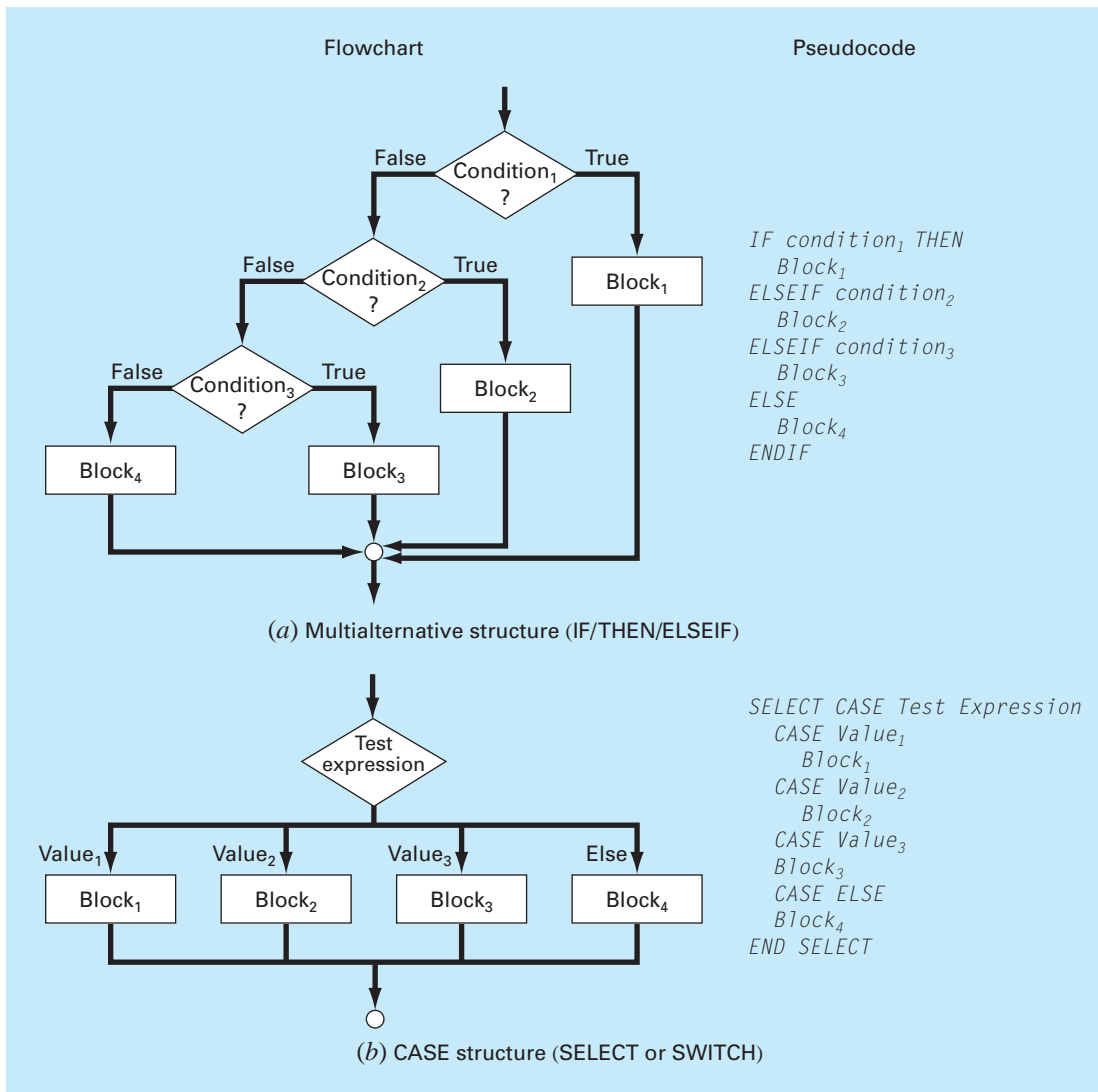 Flowchart
Pseudocode
False
Condition₁
?
True
False
Condition₂
?
True
Block₁
False
Condition₃
?
True
Block₂
Block₄
Block₃
IF condition₁ THEN
Block₁
ELSEIF condition₂
Block₂
ELSEIF condition₃
Block₃
ELSE
Block₄
ENDIF
(a) Multialternative structure (IF/THEN/ELSEIF)
Test
expression
Value₁
Value₂
Value₃
Else
Block₁
Block₂
Block₃
Block₄
SELECT CASE Test Expression
CASE Value₁
Block₁
CASE Value₂
Block₂
CASE Value₃
Block₃
CASE ELSE
Block₄
END SELECT
(b) CASE structure (SELECT or SWITCH)